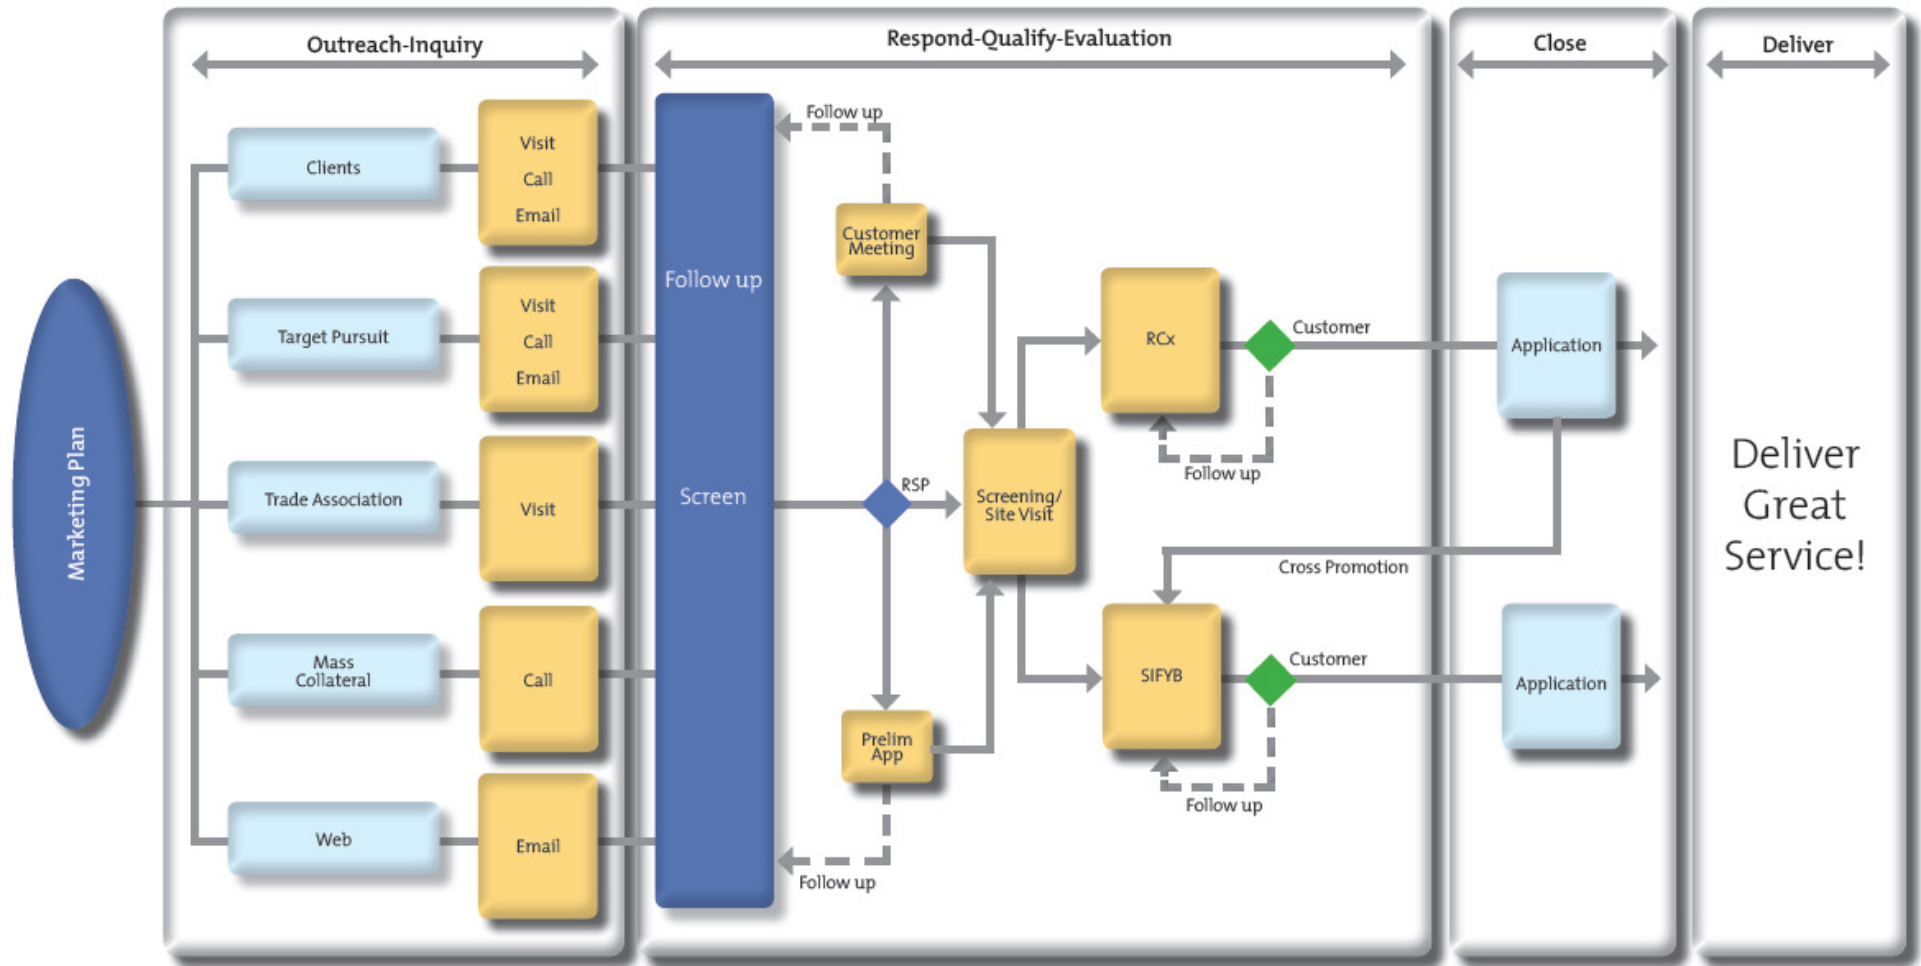 Outreach-Inquiry
Respond-Qualify-Evaluation
Close
Deliver
Marketing Plan
Clients
Visit
Call
Email
Target Pursuit
Visit
Call
Email
Trade Association
Visit
Mass
Collateral
Call
Web
Email
Follow up
Screen
Follow up
Customer
Meeting
RSP
Screening/
Site Visit
Prelim
App
Follow up
RCx
Customer
Follow up
Application
Cross Promotion
SIFYB
Customer
Follow up
Application
Deliver
Great
Service!